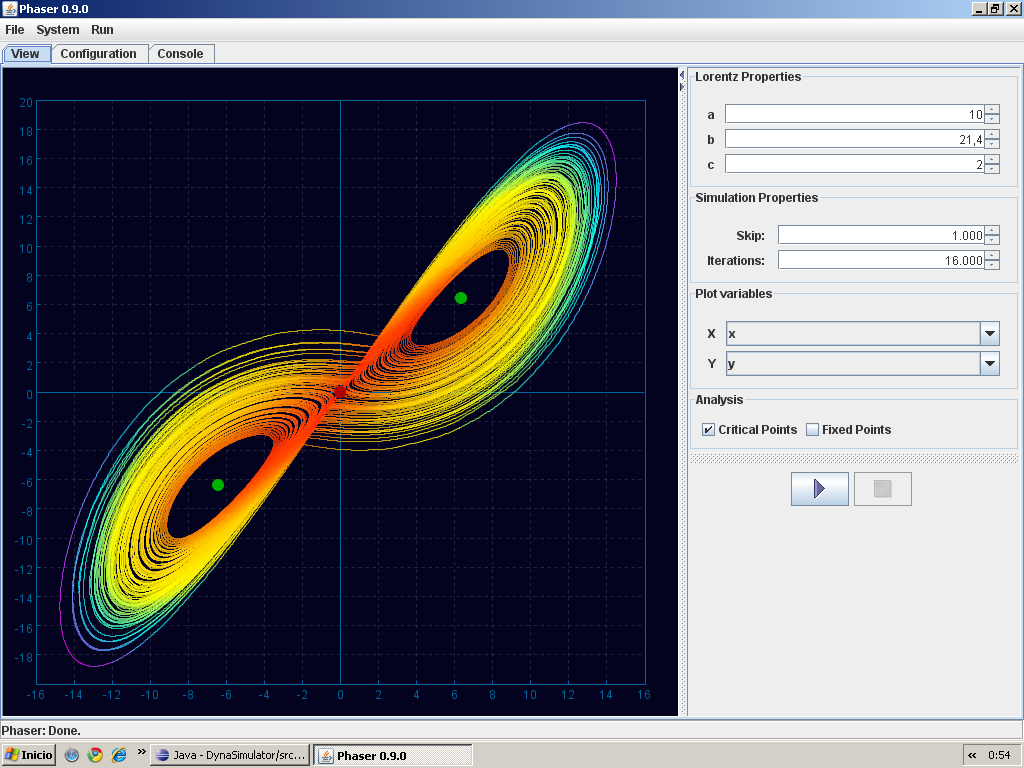 Phaser 0.9.0
File System Run
View Configuration Console
20
18
16
14
12
10
8
6
4
2
0
-2
-4
-6
-8
-10
-12
-14
-16
-18
-16 -14 -12 -10 -8 -6 -4 -2 0 2 4 6 8 10 12 14 16
Lorentz Properties
a 10
b 21,4
c 2
Simulation Properties
Skip: 1.000
Iterations: 16.000
Plot variables
X x
Y y
Analysis
Critical Points Fixed Points
Phaser: Done.
Inicio » Java - DynaSimulator/src... Phaser 0.9.0 « 0:54